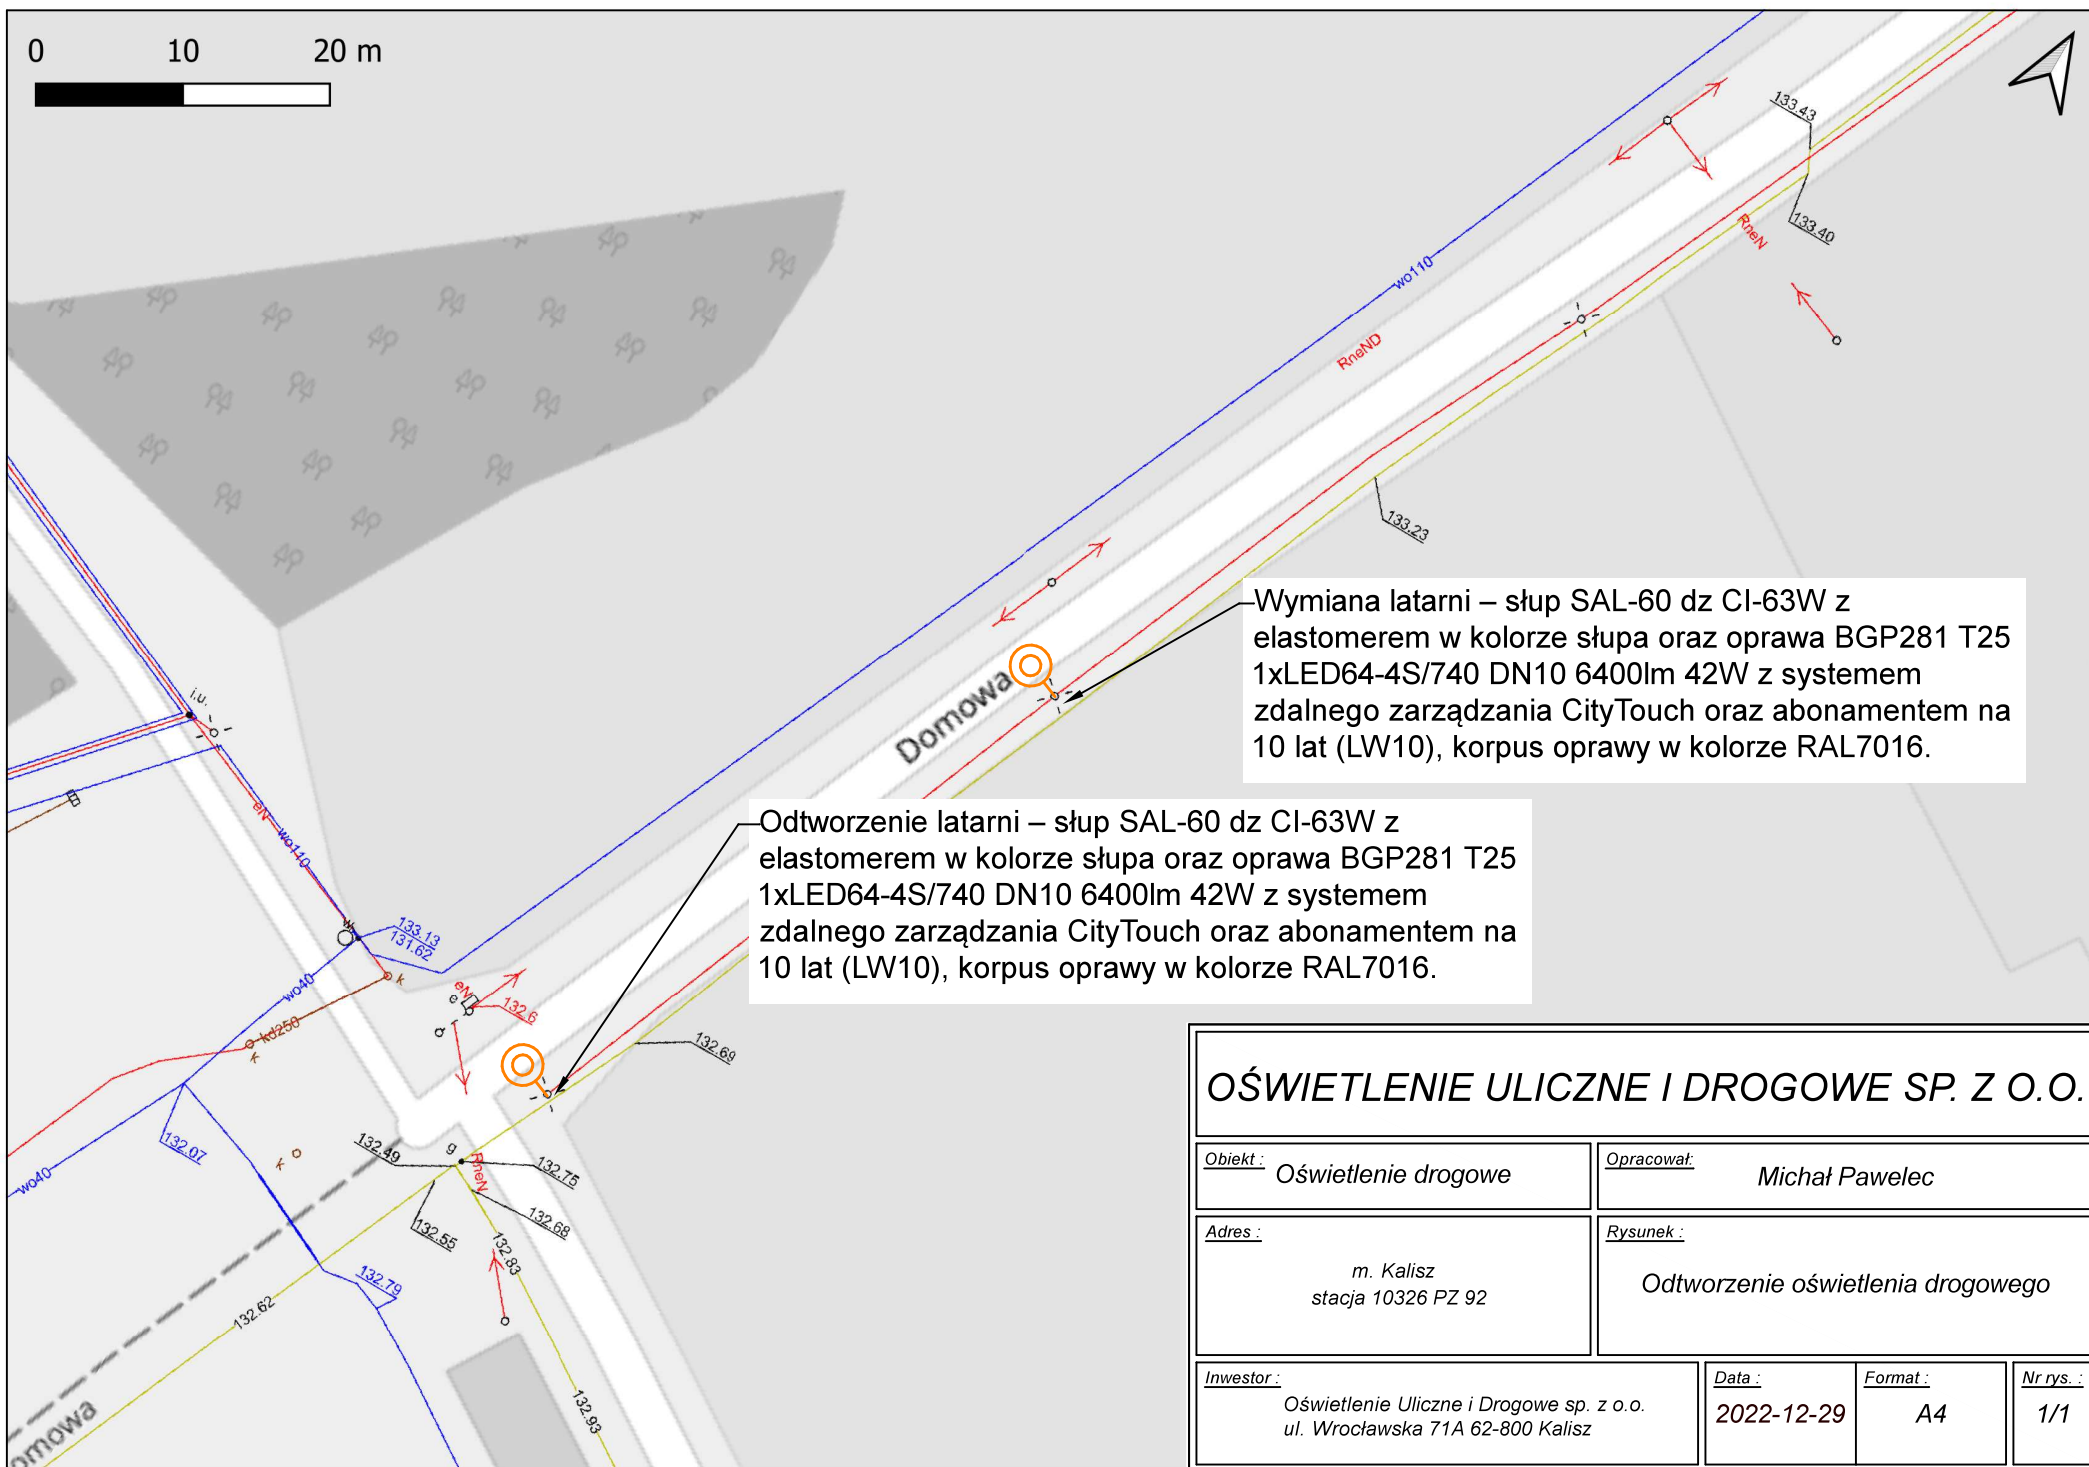 0 10 20 m
133.43
133.40
RneN
wo110
RneND
133.23
Wymiana latarni – słup SAL-60 dz CI-63W z
elastomerem w kolorze słupa oraz oprawa BGP281 T25
1xLED64-4S/740 DN10 6400lm 42W z systemem
zdalnego zarządzania CityTouch oraz abonamentem na
10 lat (LW10), korpus oprawy w kolorze RAL7016.
Domowa
i.u.
eN
wo110
Odtworzenie latarni – słup SAL-60 dz CI-63W z
elastomerem w kolorze słupa oraz oprawa BGP281 T25
1xLED64-4S/740 DN10 6400lm 42W z systemem
zdalnego zarządzania CityTouch oraz abonamentem na
10 lat (LW10), korpus oprawy w kolorze RAL7016.
w
133.13
131.62
k
wo40
eN
e
132.6
kd250
k
132.69
132.07
wo40
k
132.49
g
RneN
132.75
132.68
132.55
132.83
132.79
132.62
132.93
omowa
OŚWIETLENIE ULICZNE I DROGOWE SP. Z O.O.
Obiekt : Oświetlenie drogowe
Opracował: Michał Pawelec
Adres :
m. Kalisz
stacja 10326 PZ 92
Rysunek :
Odtworzenie oświetlenia drogowego
Inwestor :
Oświetlenie Uliczne i Drogowe sp. z o.o.
ul. Wrocławska 71A 62-800 Kalisz
Data :
2022-12-29
Format :
A4
Nr rys. :
1/1